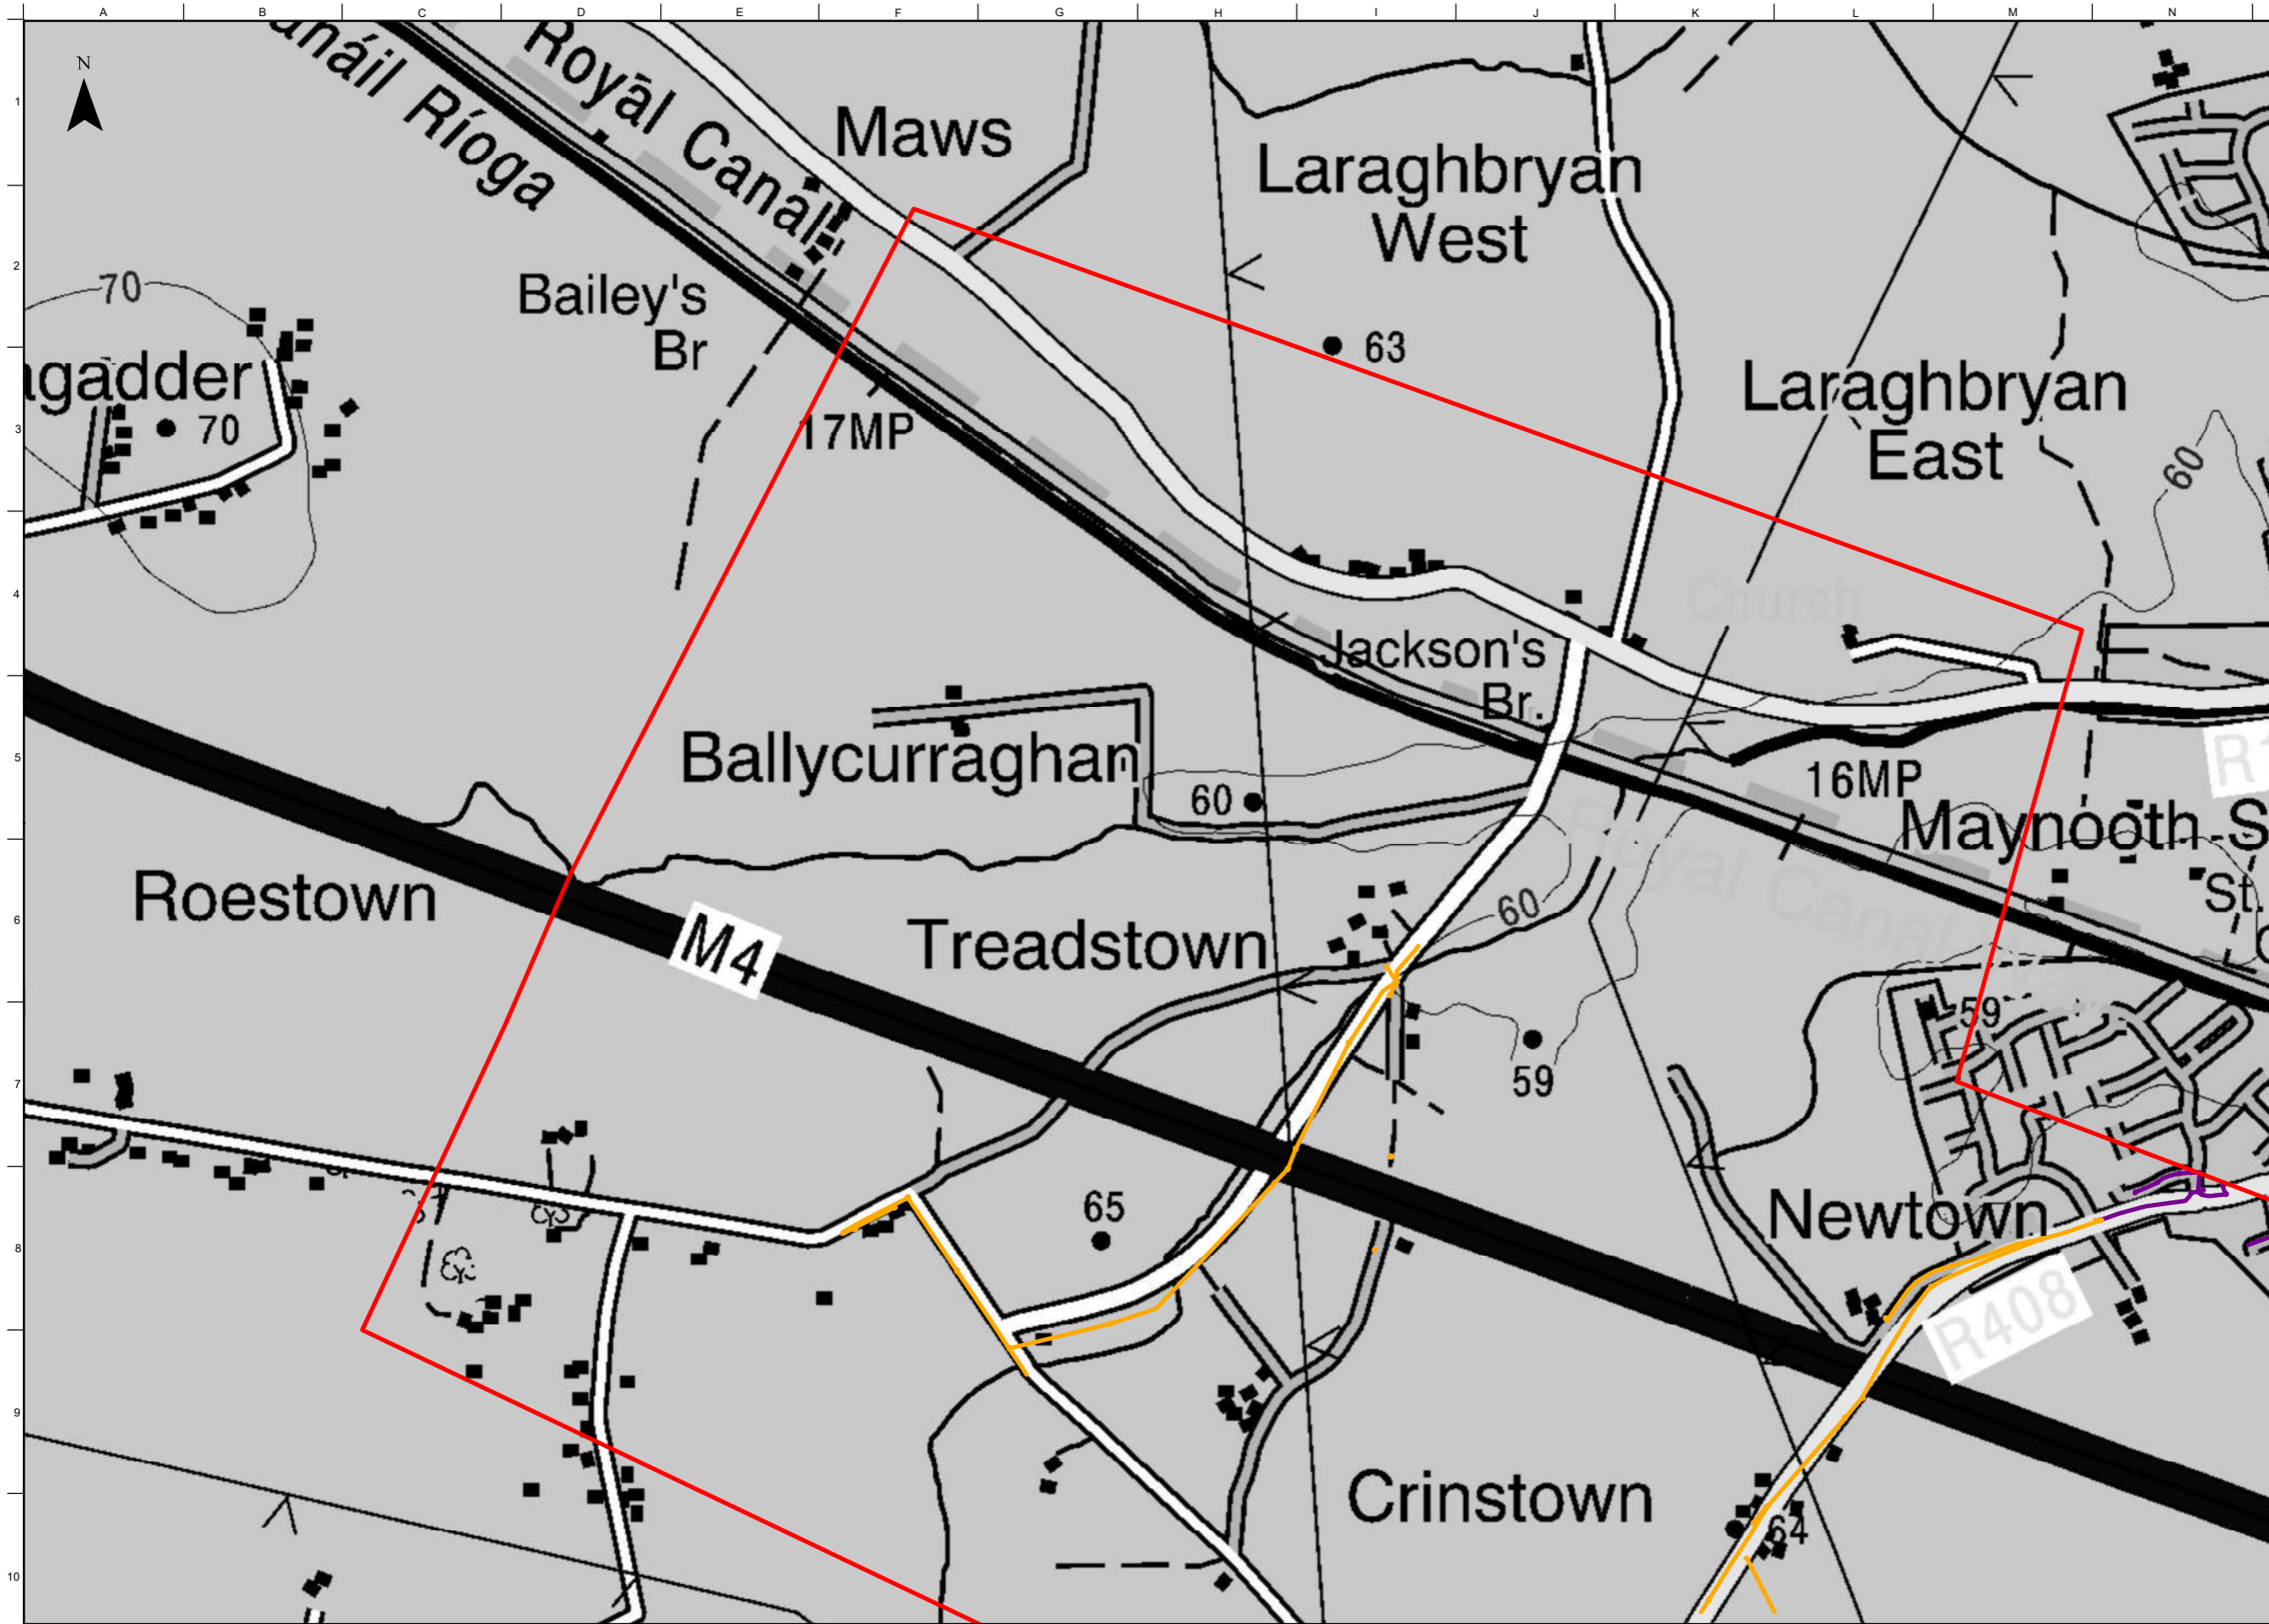 A B C D E F G H I J K L M N
1
2
3
4
5
6
7
8
9
10
N
Royal Canal
Ríoga
Maws
Laraghbryan
West
70
Bailey's
Br
63
Laraghbryan
East
70
17MP
60
Church
Jackson's
Br.
Ballycurraghan
60
16MP
Royal Canal
Maynooth
St.
Roestown
M4
Treadstown
60
59
59
65
Newtown
R408
Crinstown
64